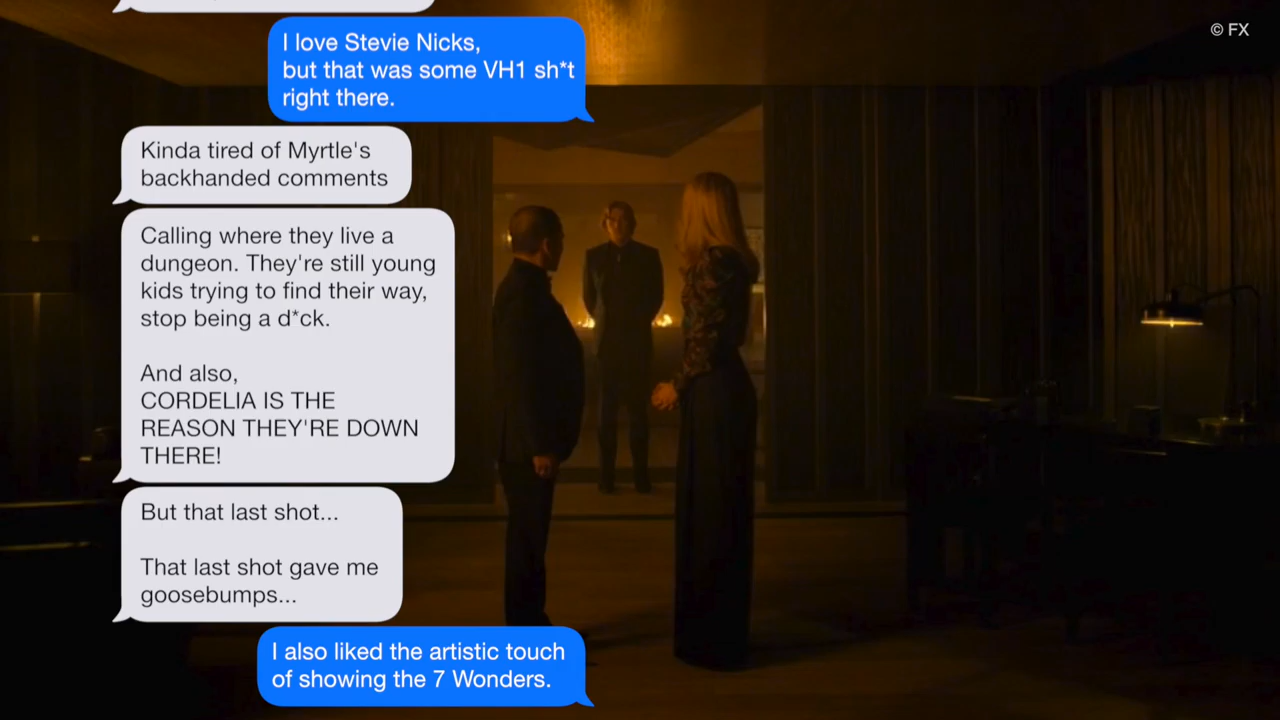 © FX
I love Stevie Nicks,
but that was some VH1 sh*t
right there.
Kinda tired of Myrtle's
backhanded comments
Calling where they live a
dungeon. They're still young
kids trying to find their way,
stop being a d*ck.
And also,
CORDELIA IS THE
REASON THEY'RE DOWN
THERE!
But that last shot...
That last shot gave me
goosebumps...
I also liked the artistic touch
of showing the 7 Wonders.